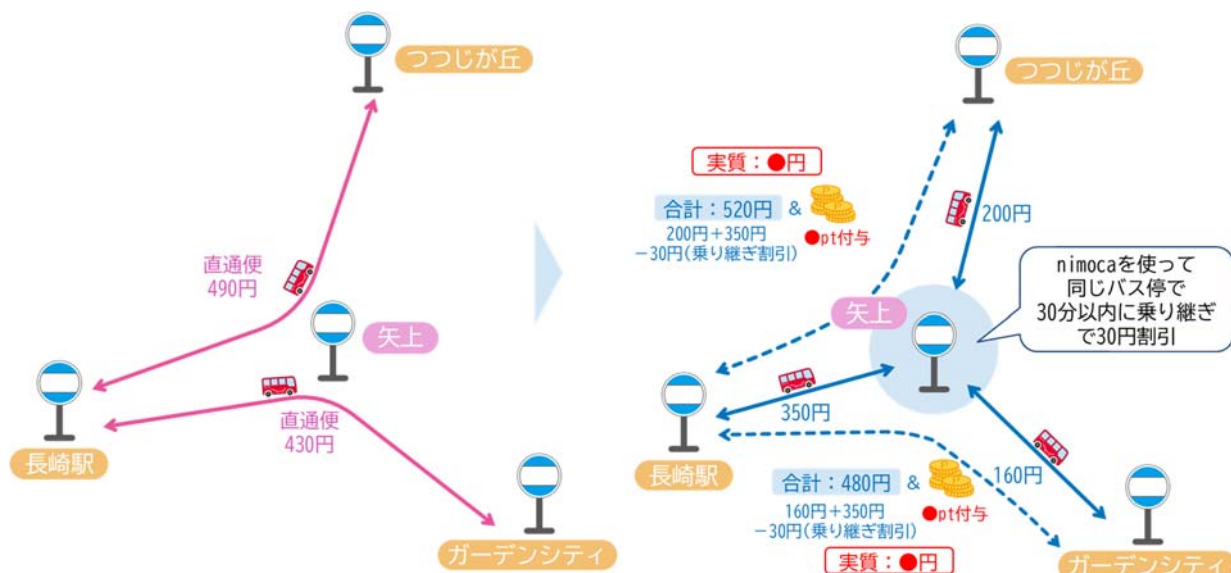 つつじが丘
直通便
490円
矢上
長崎駅
直通便
430円
ガーデンシティ
つつじが丘
実質：●円
合計：520円 &
200円＋350円
－30円(乗り継ぎ割引)
●pt付与
200円
nimocaを使って
同じバス停で
30分以内に乗り継ぎ
で30円割引
矢上
350円
長崎駅
合計：480円 &
160円＋350円
－30円(乗り継ぎ割引)
●pt付与
実質：●円
160円
ガーデンシティ